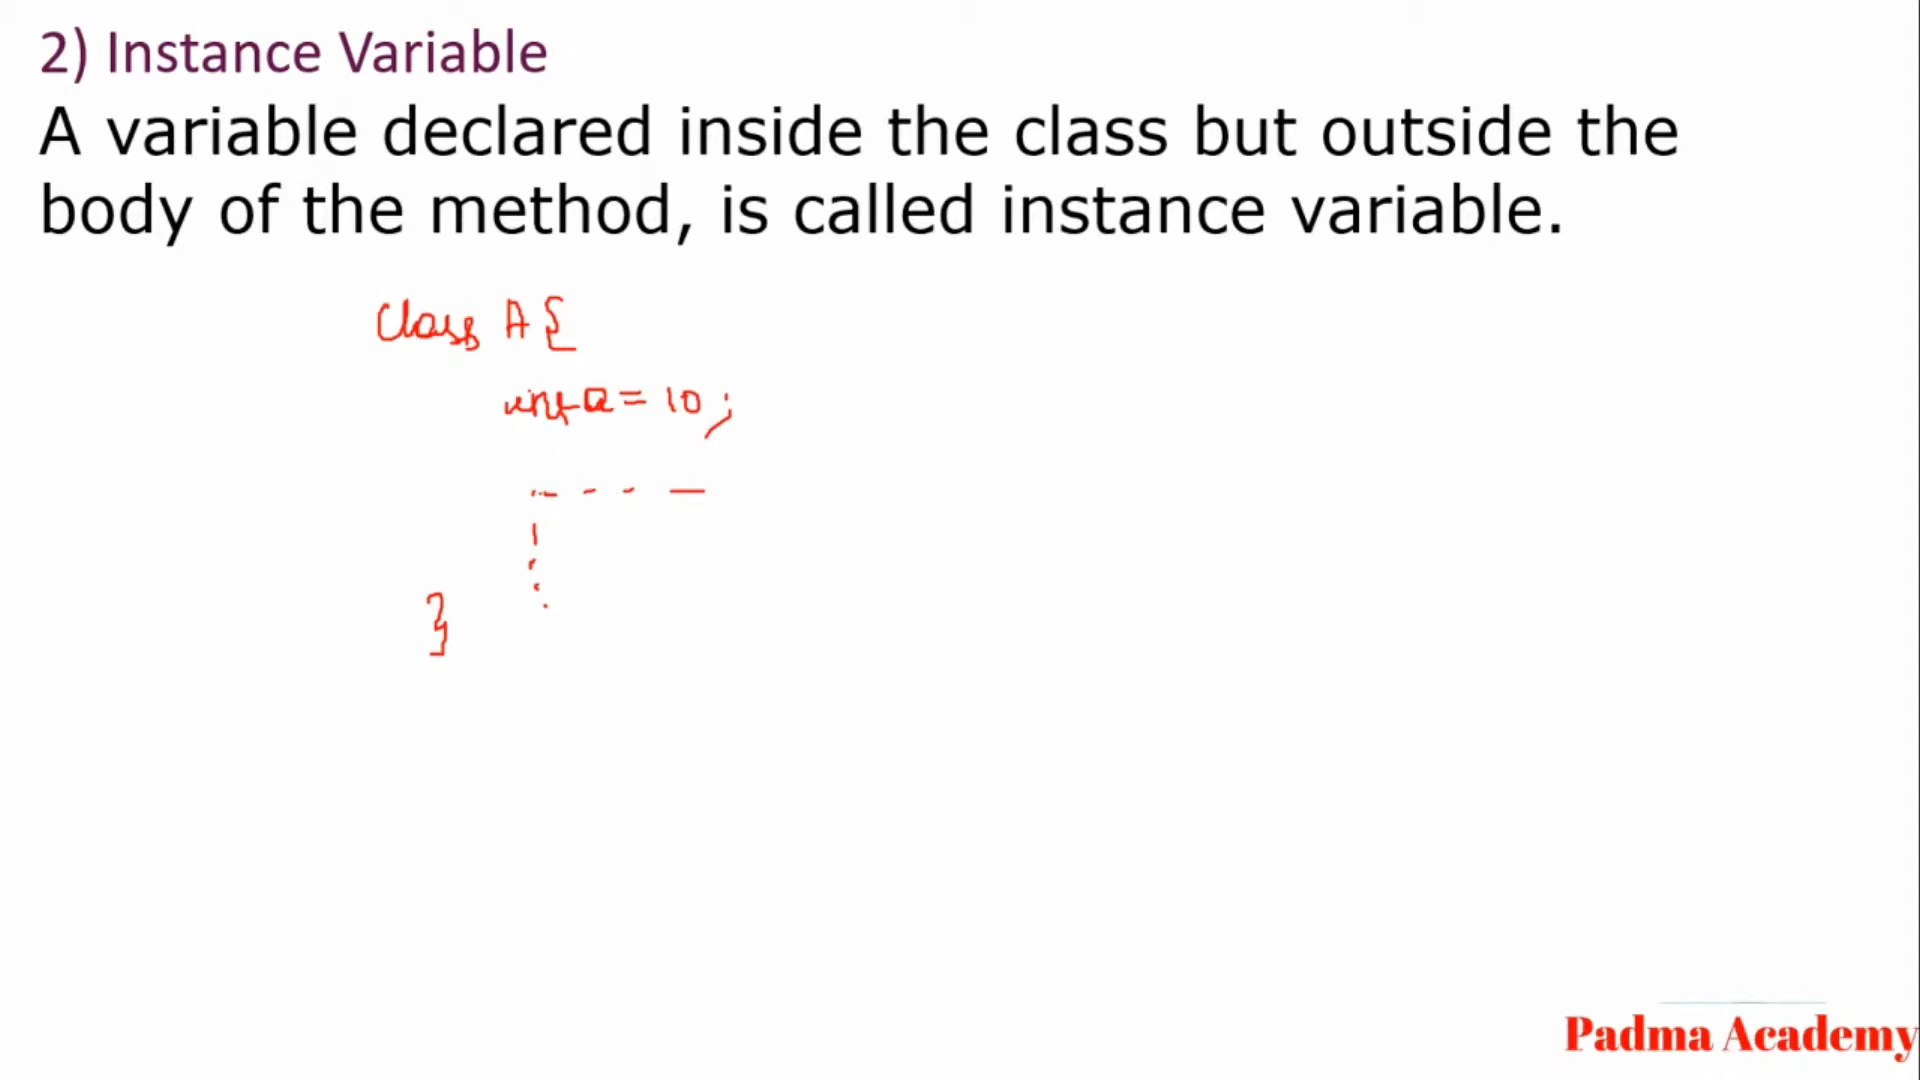 2) Instance Variable
A variable declared inside the class but outside the
body of the method, is called instance variable.
Class A {
int a = 10 ;
}
Padma Academy